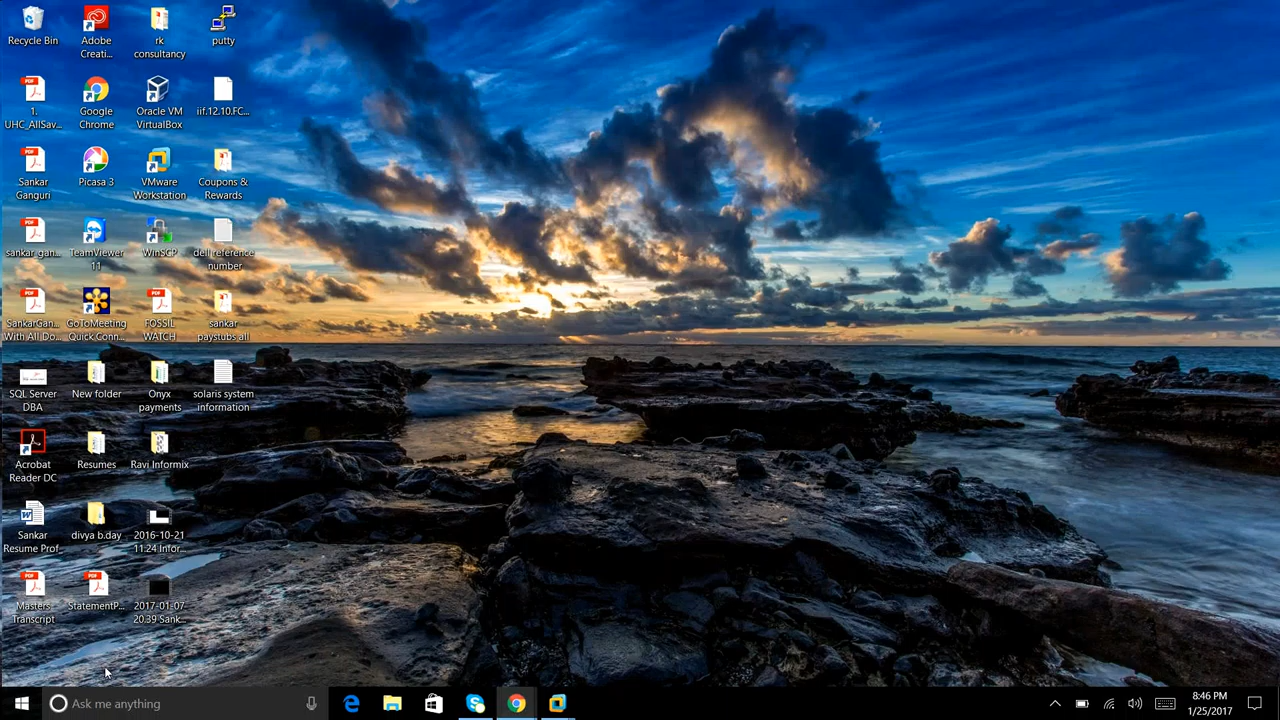 Recycle Bin
Adobe
Creati...
rk
consultancy
putty
1.
UHC_AllSav...
Google
Chrome
Oracle VM
VirtualBox
iif.12.10.FC...
Sankar
Ganguri
Picasa 3
VMware
Workstation
Coupons &
Rewards
sankar-gan...
TeamViewer
11
WinSCP
dell reference
number
SankarGan...
With All Do...
GoToMeeting
Quick Conn...
FOSSIL
WATCH
sankar
paystubs all
SQL Server
DBA
New folder
Onyx
payments
solaris system
information
Acrobat
Reader DC
Resumes
Ravi Informix
Sankar
Resume Prof...
divya b.day
2016-10-21
11:24 Infor...
Masters
Transcript
StatementP...
2017-01-07
20.39 Sank...
Ask me anything
8:46 PM
1/25/2017